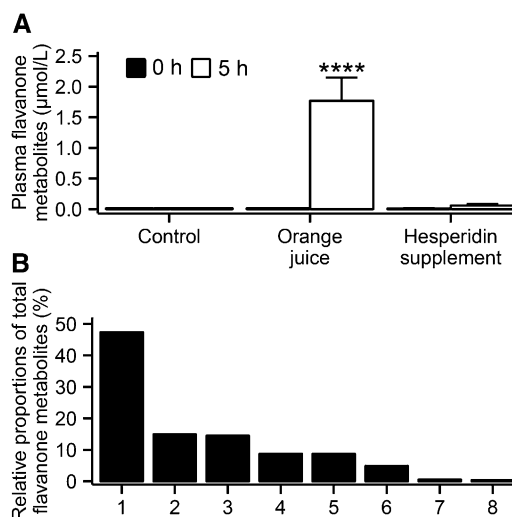 A
Plasma flavanone
metabolites (μmol/L)
2.5
2.0
1.5
1.0
0.5
0.0
0 h 5 h
****
Control
Orange
juice
Hesperidin
supplement
B
Relative proportions of total
flavanone metabolites (%)
50
40
30
20
10
0
1 2 3 4 5 6 7 8